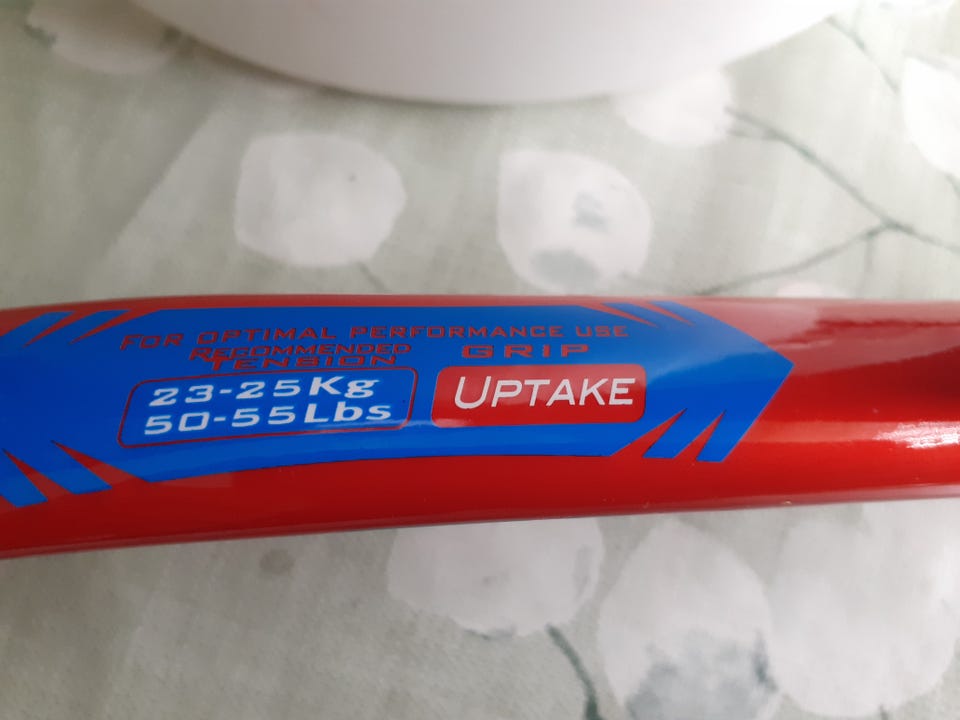 FOR OPTIMAL PERFORMANCE USE
RECOMMENDED
TENSION
GRIP
23-25Kg
50-55Lbs
UPTAKE